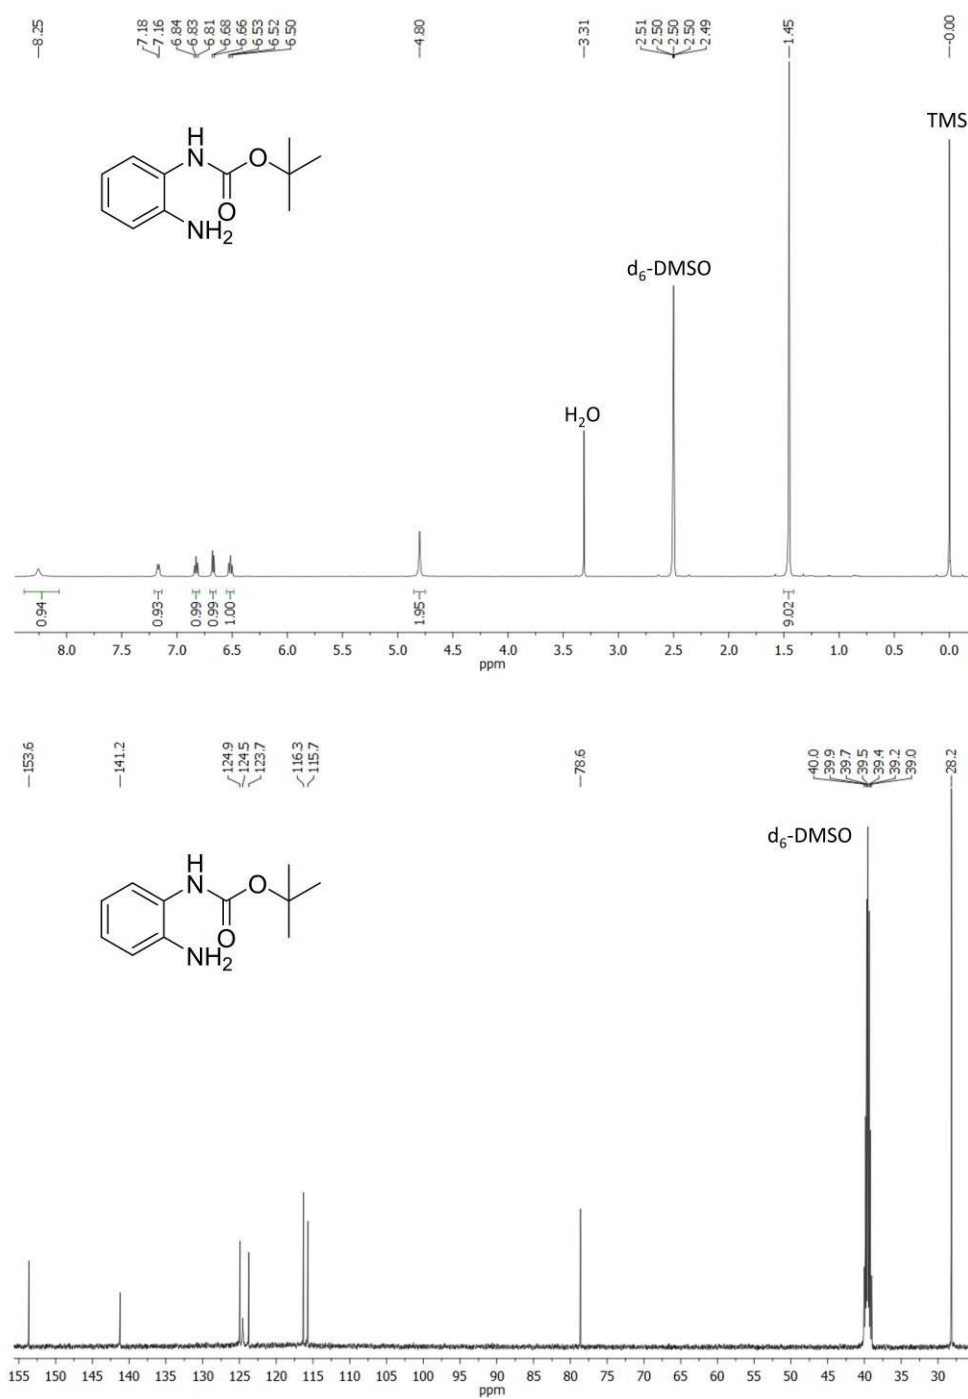 −8.25 7.18 7.16 6.84 6.83 6.81 6.68 6.66 6.53 6.52 6.50 −4.80 −3.31 2.51 2.50 2.50 2.50 2.49 −1.45 −0.00
TMS
H
N
O
O
NH2
d6-DMSO
H2O
0.94 0.93 0.99 0.99 1.00 1.95 9.02
8.0 7.5 7.0 6.5 6.0 5.5 5.0 4.5 4.0 3.5 3.0 2.5 2.0 1.5 1.0 0.5 0.0
ppm
−153.6 −141.2 124.9 124.5 123.7 116.3 115.7 −78.6 40.0 39.9 39.7 39.5 39.4 39.2 39.0 −28.2
d6-DMSO
H
N
O
O
NH2
155 150 145 140 135 130 125 120 115 110 105 100 95 90 85 80 75 70 65 60 55 50 45 40 35 30
ppm